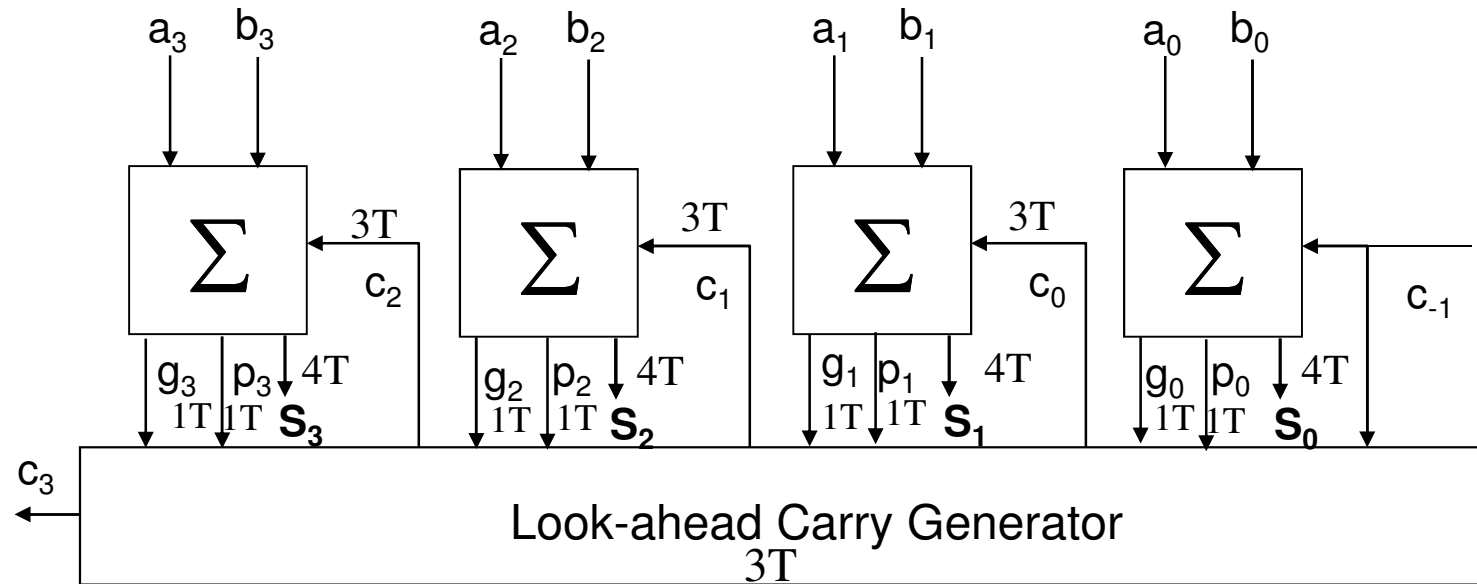 a₃ b₃ a₂ b₂ a₁ b₁ a₀ b₀
Σ 3T Σ 3T Σ 3T Σ
c₂ c₁ c₀ c₋₁
g₃ p₃ 4T g₂ p₂ 4T g₁ p₁ 4T g₀ p₀ 4T
1T 1T S₃ 1T 1T S₂ 1T 1T S₁ 1T 1T S₀
c₃
Look-ahead Carry Generator
3T